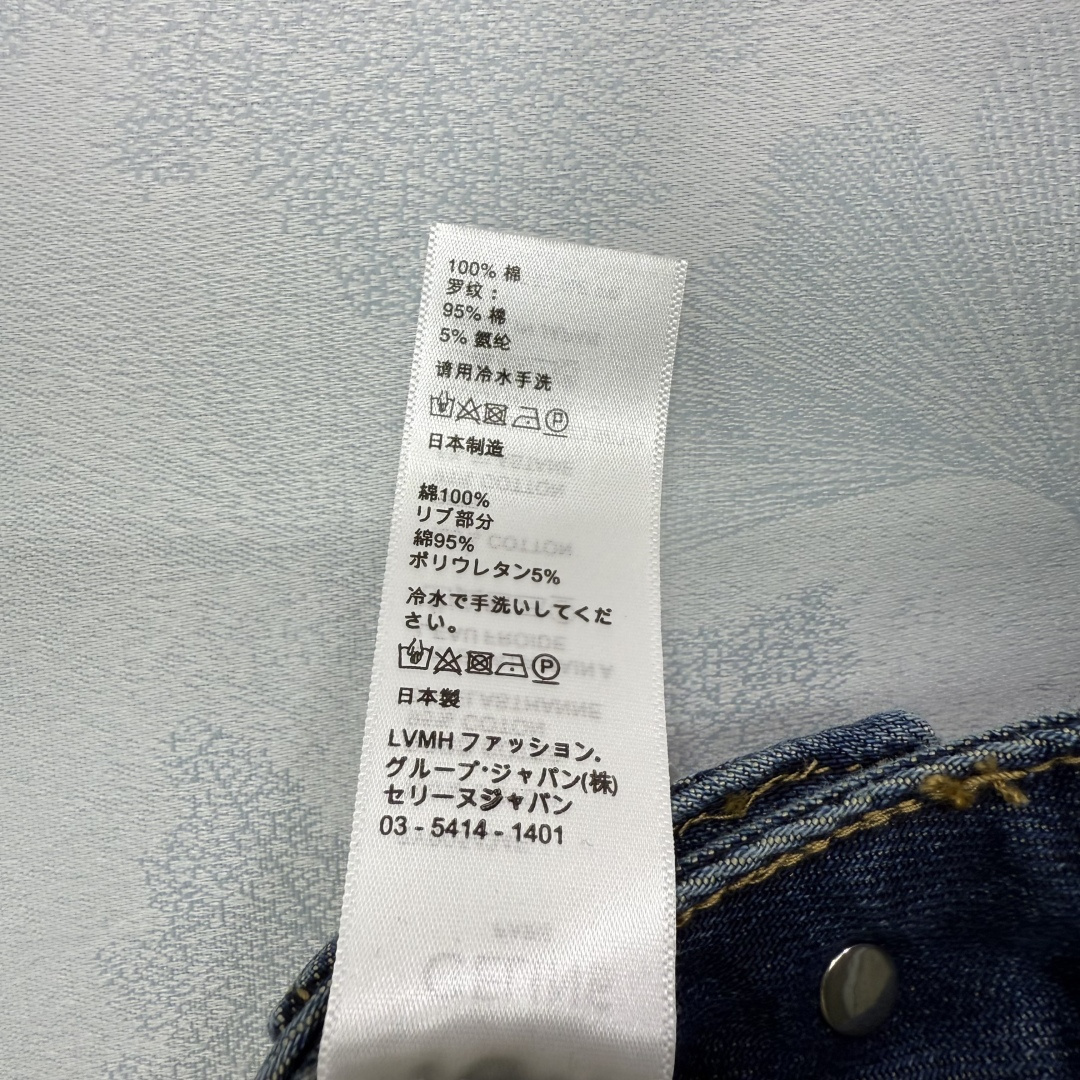 100% 棉
罗纹：
95% 棉
5% 氨纶
请用冷水手洗
P
日本制造
綿100%
リブ部分
綿95%
ポリウレタン5%
冷水で手洗いしてくだ
さい。
P
日本製
LVMH ファッション.
グループ・ジャパン(株)
セリーヌジャパン
03 - 5414 - 1401